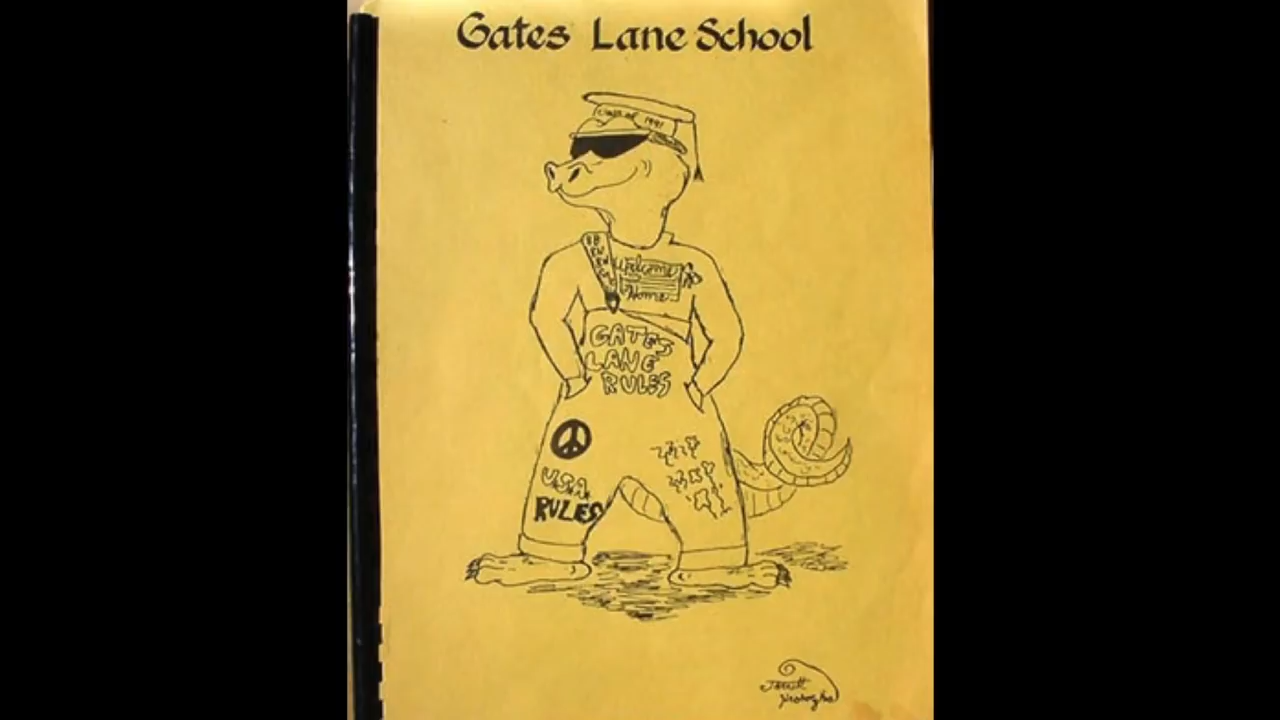 Gates Lane School
Class of 1991
Welcome
Home
GATES
LANE
RULES
U.S.A.
RULES